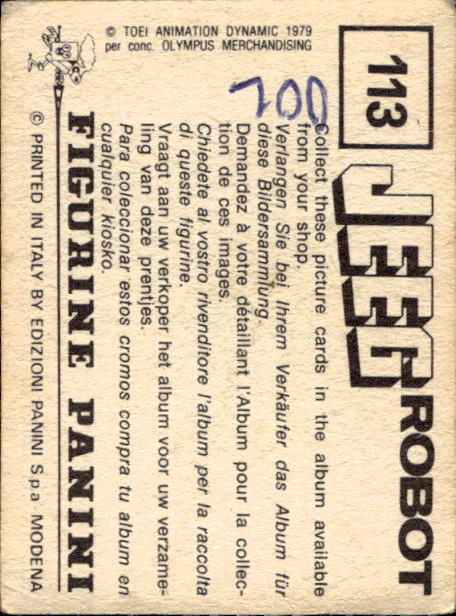 113
JEEG ROBOT
100
© TOEI ANIMATION DYNAMIC 1979
per conc. OLYMPUS MERCHANDISING
Collect these picture cards in the album available
from your shop.
Verlangen Sie bei Ihrem Verkäufer das Album für
diese Bildersammlung.
Demandez à votre détaillant l'Album pour la collec-
tion de ces images.
Chiedete al vostro rivenditore l'album per la raccolta
di queste figurine.
Vraagt aan uw verkoper het album voor uw verzame-
ling van deze prentjes.
Para coleccionar estos cromos compra tu album en
cualquier kiosko.
FIGURINE PANINI
© PRINTED IN ITALY BY EDIZIONI PANINI S.p.a MODENA